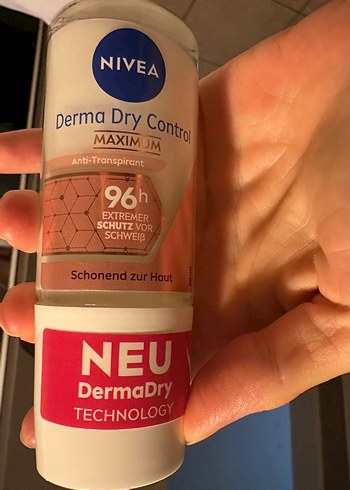 NIVEA
Derma Dry Control
MAXIMUM
Anti-Transpirant
96h
EXTREMER
SCHUTZ VOR
SCHWEIß
Schonend zur Haut
NEU
DermaDry
TECHNOLOGY